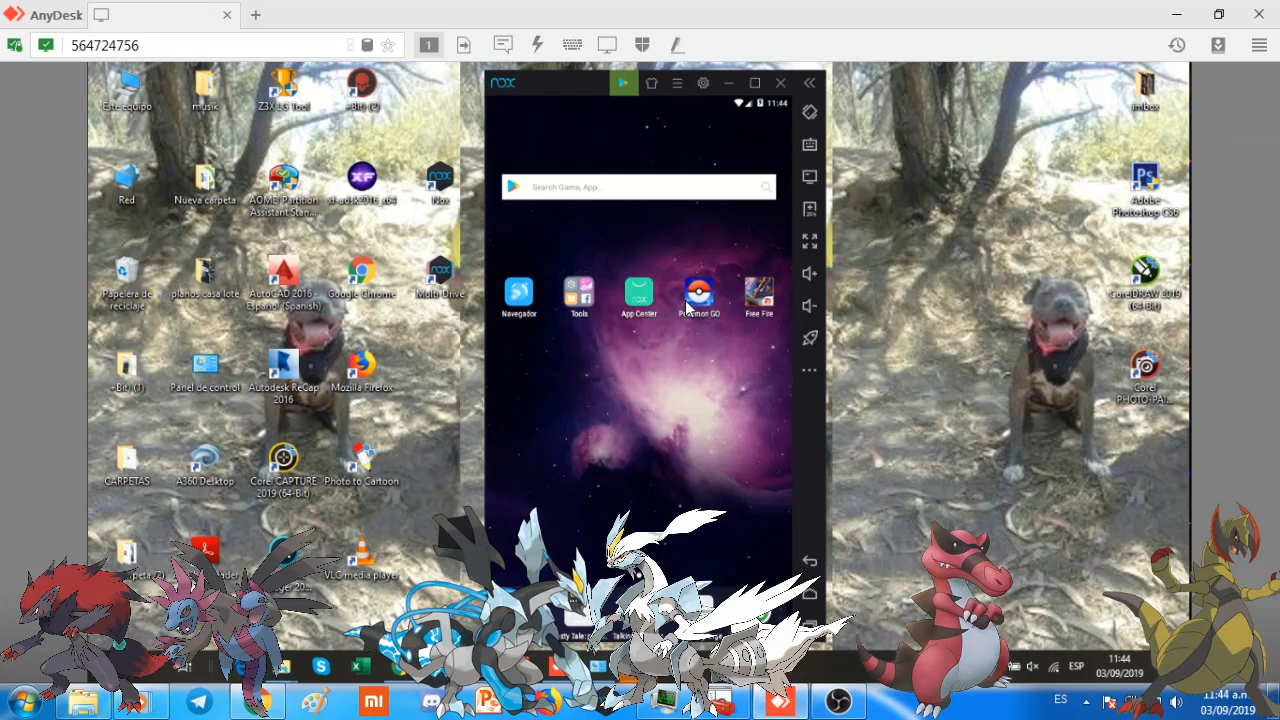 AnyDesk
564724756
1
nox
11:44
Search Game, App...
Navegador
Tools
App Center
Pokémon GO
Free Fire
Este equipo
musik
Z3X LG Tool
+Bit) (2)
imbox
Red
Nueva carpeta
AOMEI Partition
Assistant Stan...
Nox
Adobe
Photoshop CS6
Papelera de
reciclaje
planos casa lote
AutoCAD 2016 -
Español (Spanish)
Google Chrome
Multi-Drive
CorelDRAW 2019
(64-Bit)
+Bit) (1)
Panel de control
Autodesk ReCap
2016
Mozilla Firefox
Corel
PHOTO-PA...
CARPETAS
A360 Desktop
Corel CAPTURE
2019 (64-Bit)
Photo to Cartoon
VLC media player
ESP
11:44
03/09/2019
ES
11:44 a.m.
03/09/2019